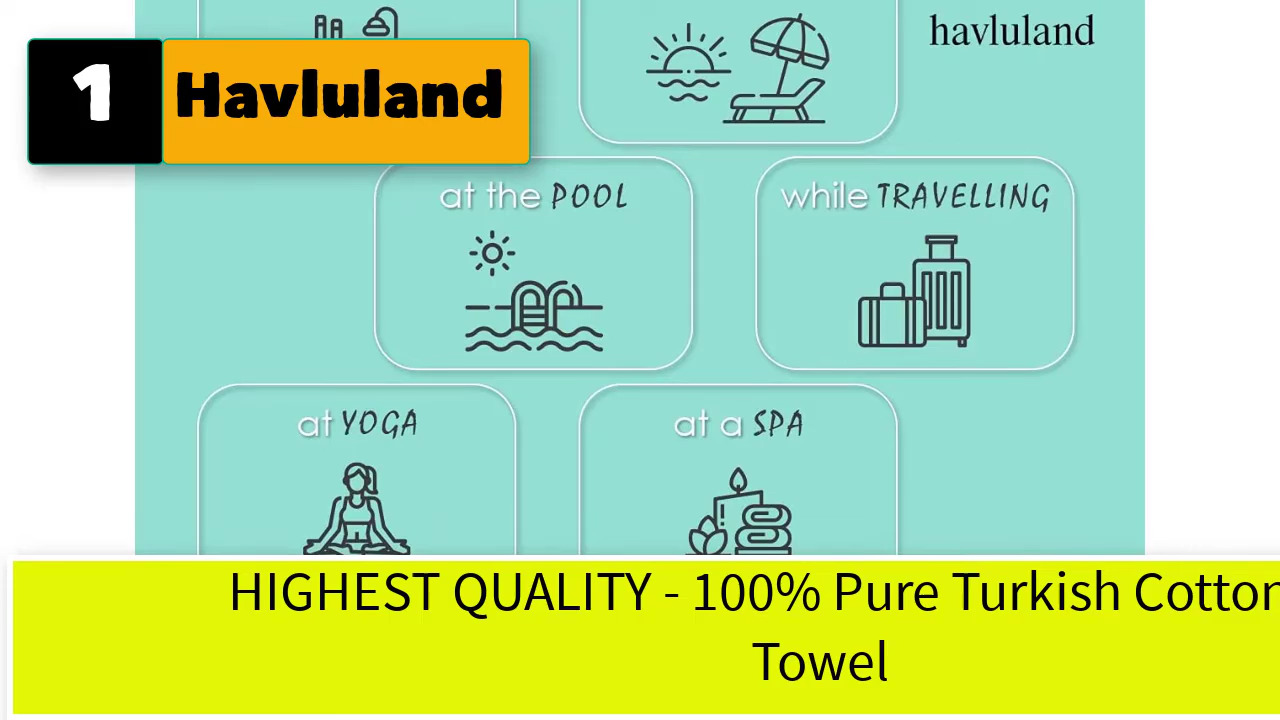 havluland
1 Havluland
at the POOL
while TRAVELLING
at YOGA
at a SPA
HIGHEST QUALITY - 100% Pure Turkish Cotton
Towel